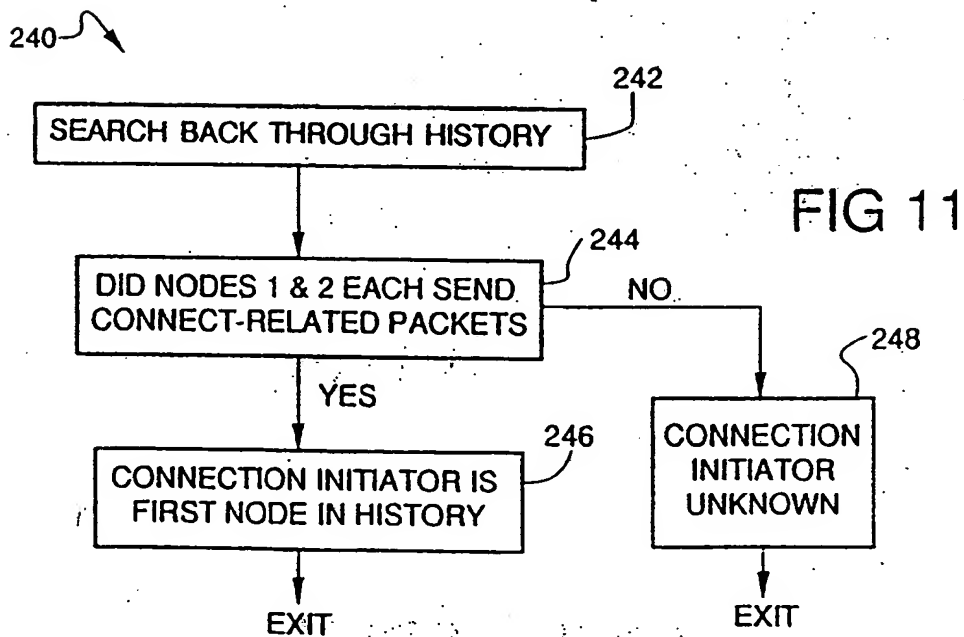 240
242
SEARCH BACK THROUGH HISTORY
FIG 11
244
DID NODES 1 & 2 EACH SEND
CONNECT-RELATED PACKETS
NO
248
YES
246
CONNECTION INITIATOR IS
FIRST NODE IN HISTORY
CONNECTION
INITIATOR
UNKNOWN
EXIT
EXIT